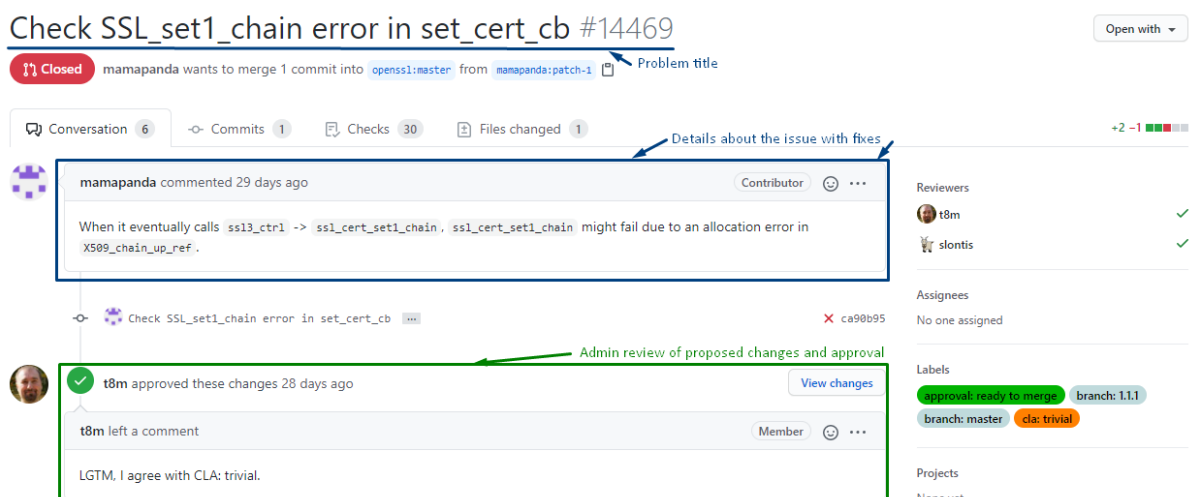 Check SSL_set1_chain error in set_cert_cb #14469
Open with
Closed
mamapanda wants to merge 1 commit into openssl:master from mamapanda:patch-1
Problem title
Conversation 6
Commits 1
Checks 30
Files changed 1
+2 −1
Details about the issue with fixes
mamapanda commented 29 days ago
Contributor
When it eventually calls ssl3_ctrl -> ssl_cert_set1_chain, ssl_cert_set1_chain might fail due to an allocation error in
X509_chain_up_ref.
Check SSL_set1_chain error in set_cert_cb ...
ca90b95
Admin review of proposed changes and approval
t8m approved these changes 28 days ago
View changes
t8m left a comment
Member
LGTM, I agree with CLA: trivial.
Reviewers
t8m
slontis
Assignees
No one assigned
Labels
approval: ready to merge
branch: 1.1.1
branch: master
cla: trivial
Projects